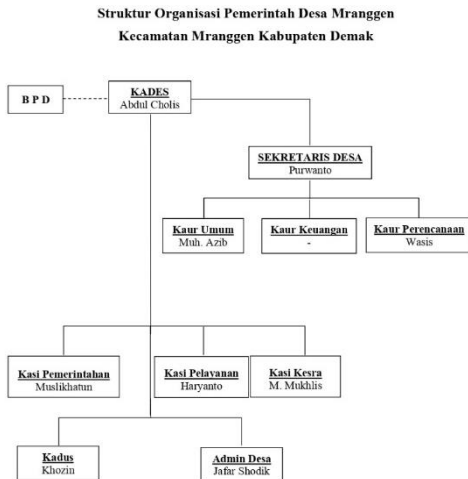 Struktur Organisasi Pemerintah Desa Mranggen
Kecamatan Mranggen Kabupaten Demak
B P D
KADES
Abdul Cholis
SEKRETARIS DESA
Purwanto
Kaur Umum
Muh. Azib
Kaur Keuangan
-
Kaur Perencanaan
Wasis
Kasi Pemerintahan
Muslikhatun
Kasi Pelayanan
Haryanto
Kasi Kesra
M. Mukhlis
Kadus
Khozin
Admin Desa
Jafar Shodik